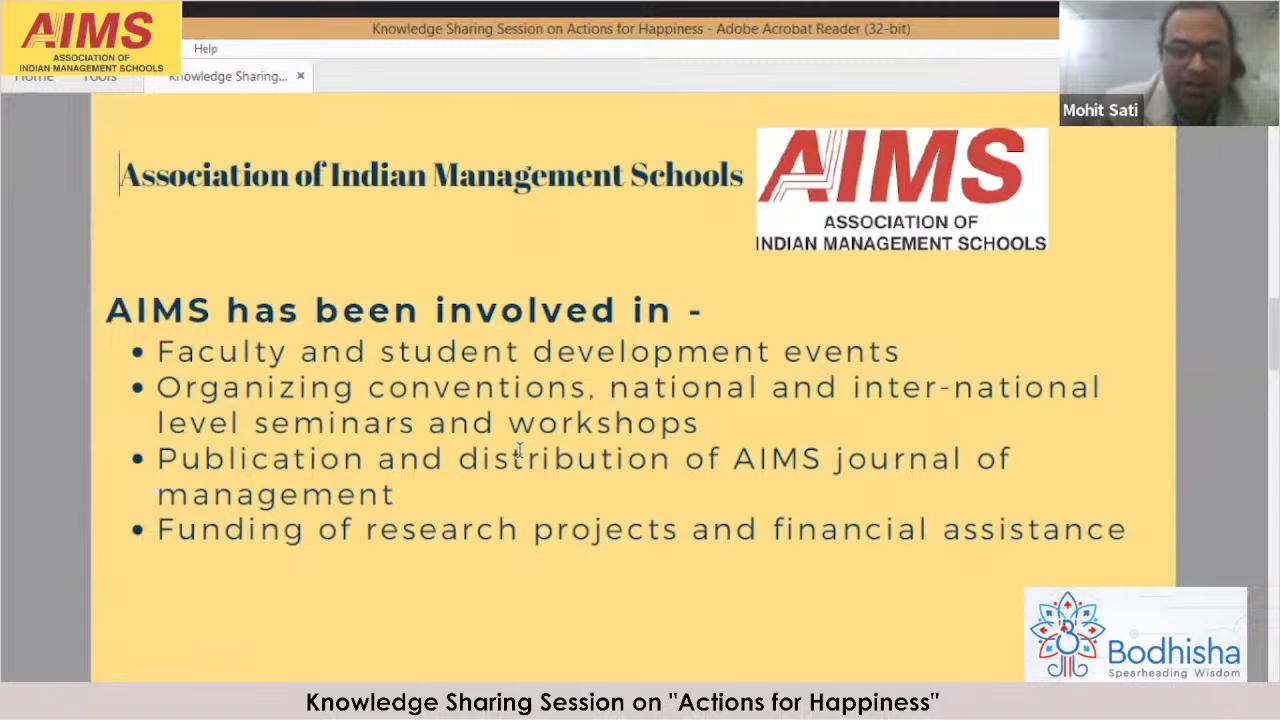 AIMS
ASSOCIATION OF
INDIAN MANAGEMENT SCHOOLS
Knowledge Sharing Session on Actions for Happiness - Adobe Acrobat Reader (32-bit)
Help
Home Tools Knowledge Sharing... ×
Mohit Sati
Association of Indian Management Schools
AIMS
ASSOCIATION OF
INDIAN MANAGEMENT SCHOOLS
AIMS has been involved in -
• Faculty and student development events
• Organizing conventions, national and inter-national
level seminars and workshops
• Publication and distribution of AIMS journal of
management
• Funding of research projects and financial assistance
Bodhisha
Spearheading Wisdom
Knowledge Sharing Session on "Actions for Happiness"